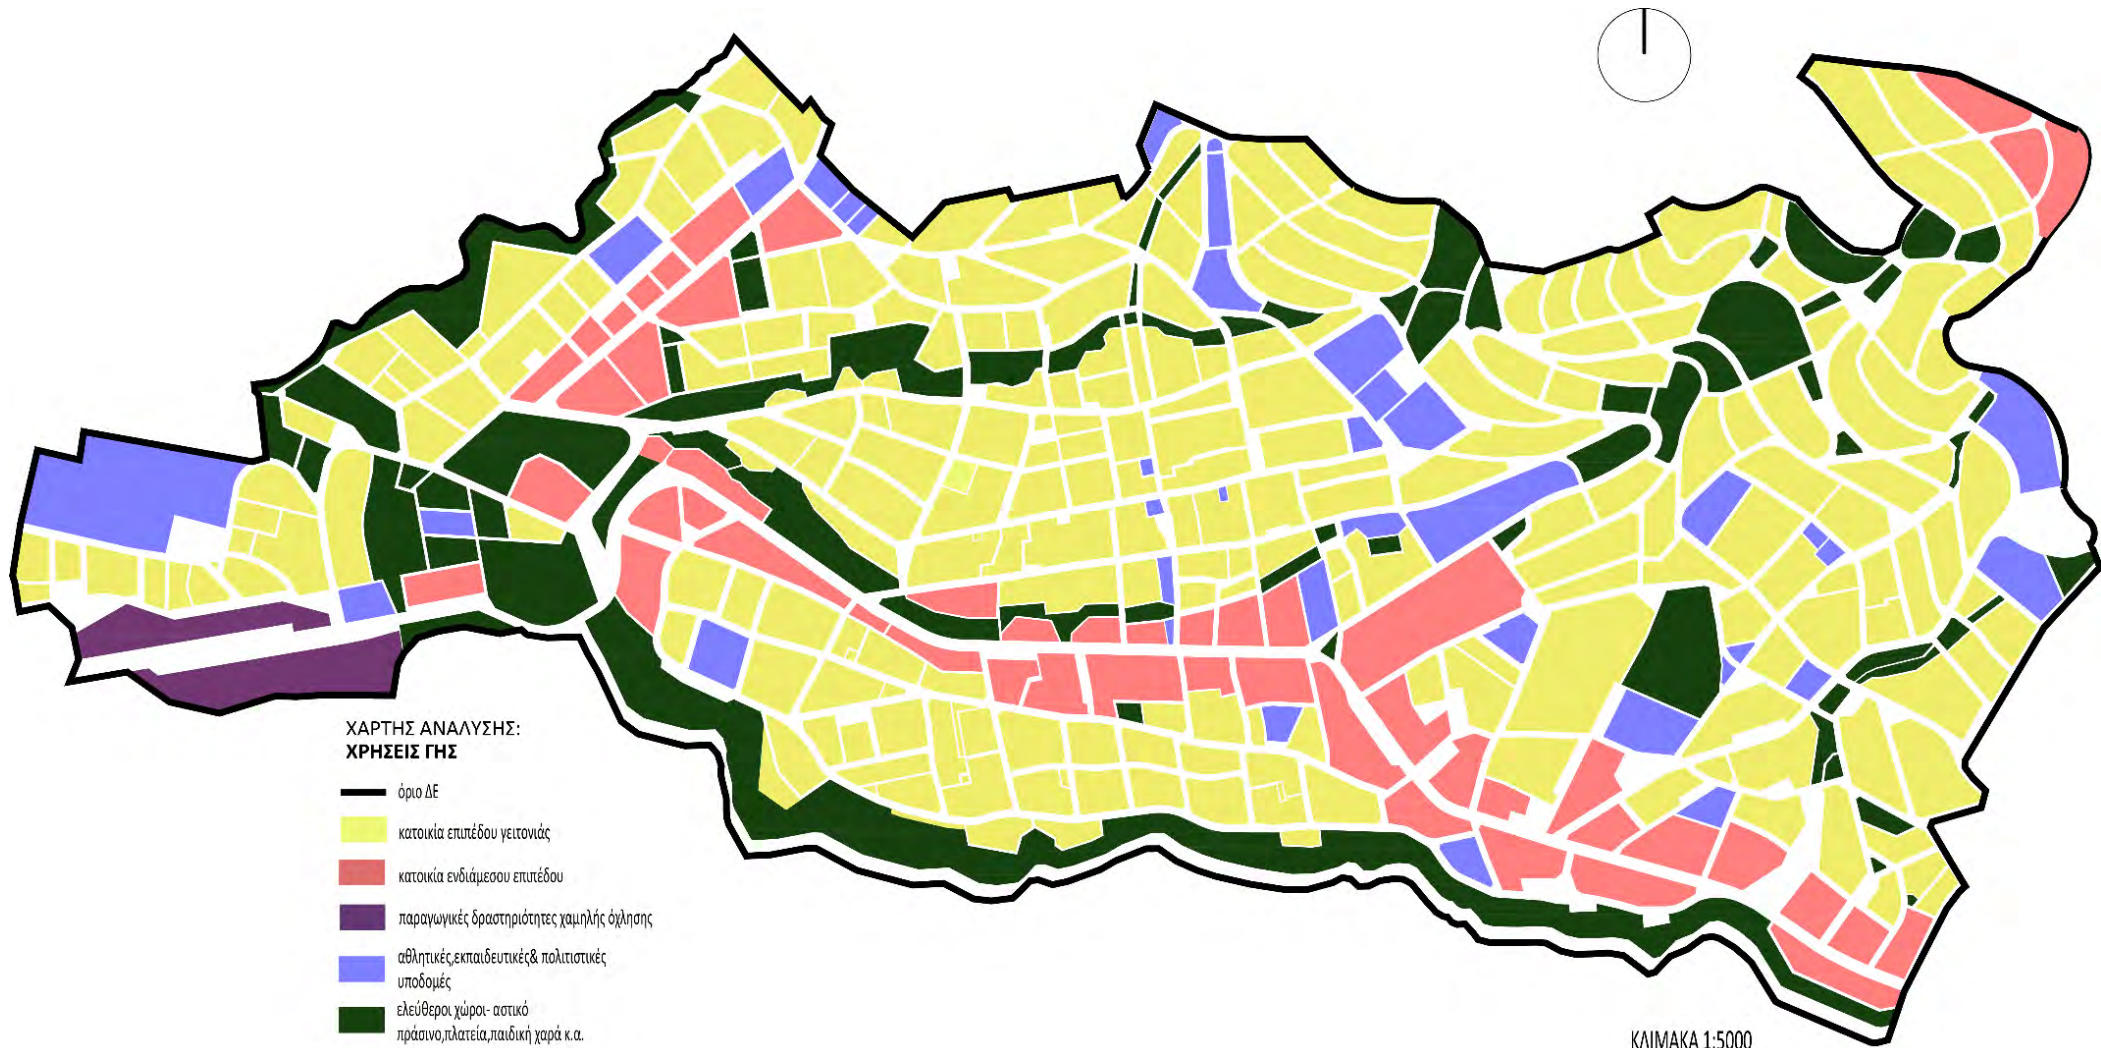 ΧΑΡΤΗΣ ΑΝΑΛΥΣΗΣ:
ΧΡΗΣΕΙΣ ΓΗΣ
όριο ΔΕ
κατοικία επιπέδου γειτονιάς
κατοικία ενδιάμεσου επιπέδου
παραγωγικές δραστηριότητες χαμηλής όχλησης
αθλητικές,εκπαιδευτικές& πολιτιστικές
υποδομές
ελεύθεροι χώροι- αστικό
πράσινο,πλατεία,παιδική χαρά κ.α.
ΚΛΙΜΑΚΑ 1:5000